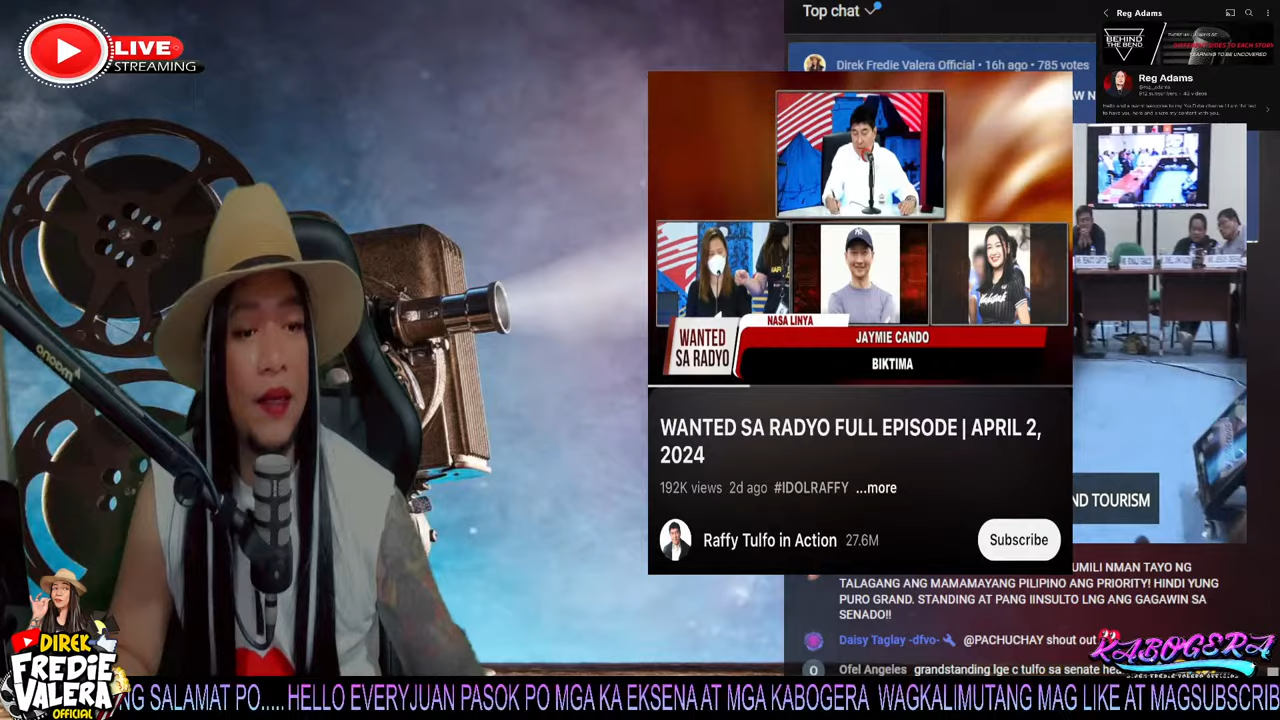 LIVE
STREAMING
Top chat
Direk Fredie Valera Official • 16h ago • 785 votes
Reg Adams
BEHIND
THE BEND
Reg Adams
WANTED
SA RADYO
NASA LINYA
JAYMIE CANDO
BIKTIMA
WANTED SA RADYO FULL EPISODE | APRIL 2,
2024
192K views 2d ago #IDOLRAFFY ...more
Raffy Tulfo in Action 27.6M
Subscribe
ND TOURISM
UMILI NMAN TAYO NG
TALAGANG ANG MAMAMAYANG PILIPINO ANG PRIORITY! HINDI YUNG
PURO GRAND. STANDING AT PANG IINSULTO LNG ANG GAGAWIN SA
SENADO!!
Daisy Taglay -dfvo- @PACHUCHAY shout out
KABOGERA
Ofel Angeles grandstanding lge c tulfo sa senate hea
DIREK
FREDIE
VALERA
OFFICIAL
NG SALAMAT PO.....HELLO EVERYJUAN PASOK PO MGA KA EKSENA AT MGA KABOGERA WAGKALIMUTANG MAG LIKE AT MAGSUBSCRIB